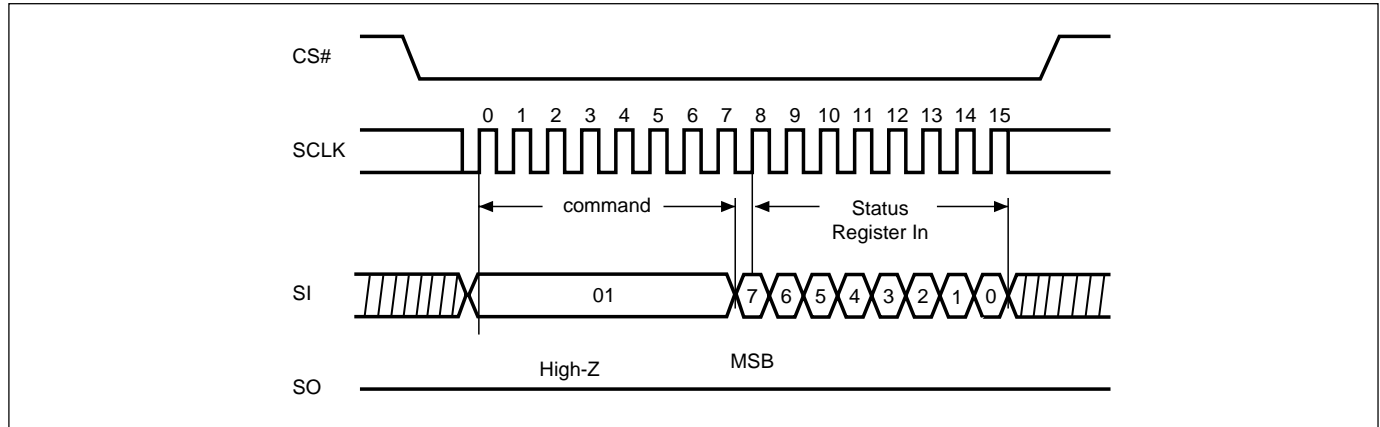 CS#
0 1 2 3 4 5 6 7 8 9 10 11 12 13 14 15
SCLK
command
Status
Register In
SI
01
7 6 5 4 3 2 1 0
High-Z
MSB
SO